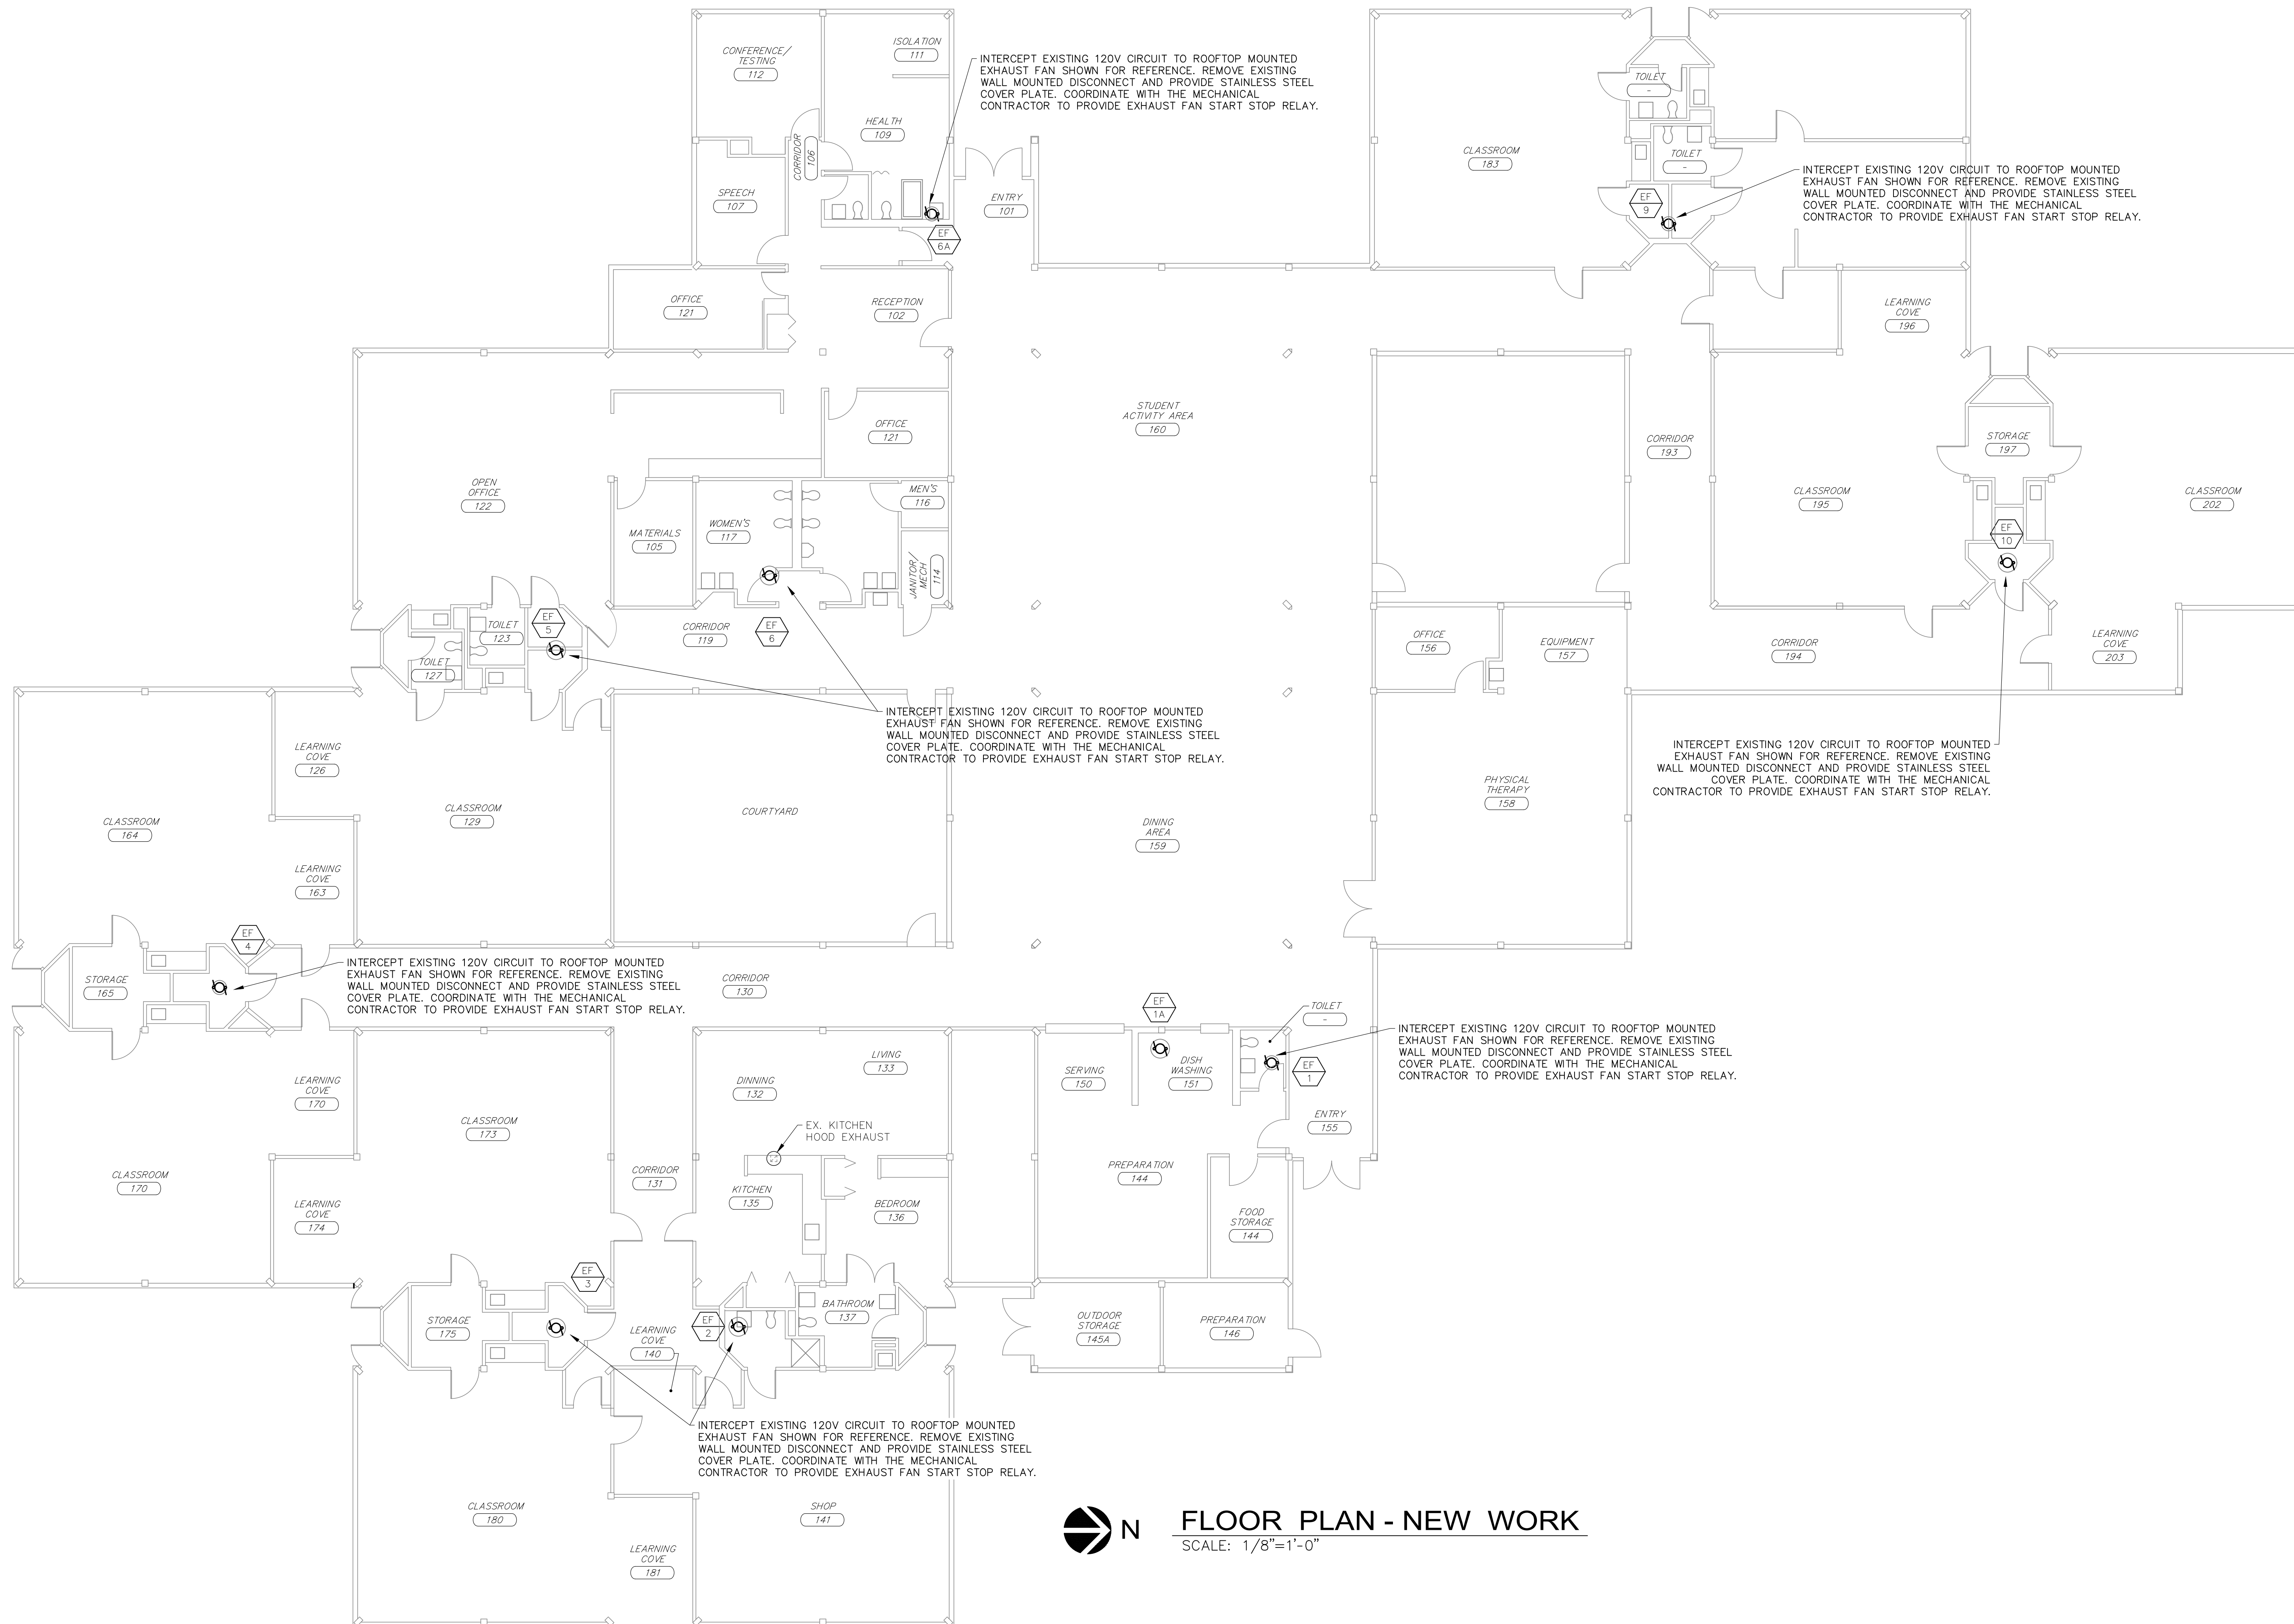 CONFERENCE/
TESTING
112
ISOLATION
111
INTERCEPT EXISTING 120V CIRCUIT TO ROOFTOP MOUNTED
EXHAUST FAN SHOWN FOR REFERENCE. REMOVE EXISTING
WALL MOUNTED DISCONNECT AND PROVIDE STAINLESS STEEL
COVER PLATE. COORDINATE WITH THE MECHANICAL
CONTRACTOR TO PROVIDE EXHAUST FAN START STOP RELAY.
HEALTH
109
CORRIDOR
106
SPEECH
107
ENTRY
101
EF
6A
CLASSROOM
183
TOILET
-
TOILET
-
EF
9
INTERCEPT EXISTING 120V CIRCUIT TO ROOFTOP MOUNTED
EXHAUST FAN SHOWN FOR REFERENCE. REMOVE EXISTING
WALL MOUNTED DISCONNECT AND PROVIDE STAINLESS STEEL
COVER PLATE. COORDINATE WITH THE MECHANICAL
CONTRACTOR TO PROVIDE EXHAUST FAN START STOP RELAY.
OFFICE
121
RECEPTION
102
LEARNING
COVE
196
STUDENT
ACTIVITY AREA
160
OFFICE
121
CORRIDOR
193
STORAGE
197
OPEN
OFFICE
122
MEN'S
116
CLASSROOM
195
CLASSROOM
202
MATERIALS
105
WOMEN'S
117
JANITOR/
MECH
114
EF
10
TOILET
123
EF
5
CORRIDOR
119
EF
6
OFFICE
156
EQUIPMENT
157
CORRIDOR
194
LEARNING
COVE
203
TOILET
127
INTERCEPT EXISTING 120V CIRCUIT TO ROOFTOP MOUNTED
EXHAUST FAN SHOWN FOR REFERENCE. REMOVE EXISTING
WALL MOUNTED DISCONNECT AND PROVIDE STAINLESS STEEL
COVER PLATE. COORDINATE WITH THE MECHANICAL
CONTRACTOR TO PROVIDE EXHAUST FAN START STOP RELAY.
INTERCEPT EXISTING 120V CIRCUIT TO ROOFTOP MOUNTED
EXHAUST FAN SHOWN FOR REFERENCE. REMOVE EXISTING
WALL MOUNTED DISCONNECT AND PROVIDE STAINLESS STEEL
COVER PLATE. COORDINATE WITH THE MECHANICAL
CONTRACTOR TO PROVIDE EXHAUST FAN START STOP RELAY.
LEARNING
COVE
126
CLASSROOM
164
CLASSROOM
129
COURTYARD
DINING
AREA
159
PHYSICAL
THERAPY
158
LEARNING
COVE
163
EF
4
STORAGE
165
INTERCEPT EXISTING 120V CIRCUIT TO ROOFTOP MOUNTED
EXHAUST FAN SHOWN FOR REFERENCE. REMOVE EXISTING
WALL MOUNTED DISCONNECT AND PROVIDE STAINLESS STEEL
COVER PLATE. COORDINATE WITH THE MECHANICAL
CONTRACTOR TO PROVIDE EXHAUST FAN START STOP RELAY.
CORRIDOR
130
EF
1A
TOILET
-
INTERCEPT EXISTING 120V CIRCUIT TO ROOFTOP MOUNTED
EXHAUST FAN SHOWN FOR REFERENCE. REMOVE EXISTING
WALL MOUNTED DISCONNECT AND PROVIDE STAINLESS STEEL
COVER PLATE. COORDINATE WITH THE MECHANICAL
CONTRACTOR TO PROVIDE EXHAUST FAN START STOP RELAY.
LEARNING
COVE
170
DINNING
132
LIVING
133
SERVING
150
DISH
WASHING
151
EF
1
CLASSROOM
173
EX. KITCHEN
HOOD EXHAUST
ENTRY
155
CLASSROOM
170
CORRIDOR
131
KITCHEN
135
PREPARATION
144
LEARNING
COVE
174
BEDROOM
136
FOOD
STORAGE
144
EF
3
STORAGE
175
LEARNING
COVE
140
EF
2
BATHROOM
137
OUTDOOR
STORAGE
145A
PREPARATION
146
INTERCEPT EXISTING 120V CIRCUIT TO ROOFTOP MOUNTED
EXHAUST FAN SHOWN FOR REFERENCE. REMOVE EXISTING
WALL MOUNTED DISCONNECT AND PROVIDE STAINLESS STEEL
COVER PLATE. COORDINATE WITH THE MECHANICAL
CONTRACTOR TO PROVIDE EXHAUST FAN START STOP RELAY.
CLASSROOM
180
SHOP
141
LEARNING
COVE
181
N
FLOOR PLAN - NEW WORK
SCALE: 1/8"=1'-0"